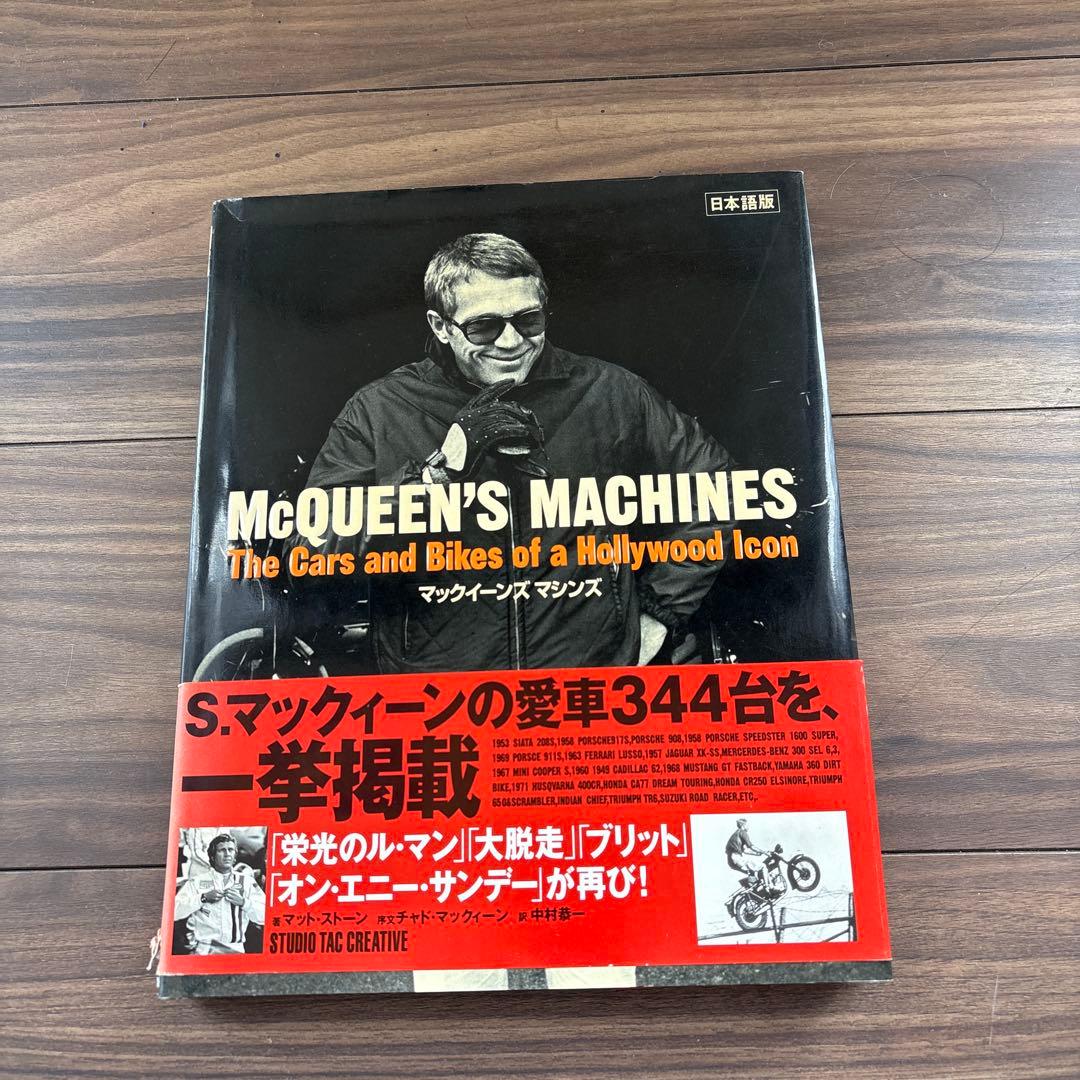 日本語版
McQUEEN'S MACHINES
The Cars and Bikes of a Hollywood Icon
マックイーンズ マシンズ
S.マックィーンの愛車344台を、
一挙掲載
1953 SIATA 208S,1958 PORSCHE917S,PORSCHE 908,1958 PORSCHE SPEEDSTER 1600 SUPER,
1969 PORSCE 911S,1963 FERRARI LUSSO,1957 JAGUAR XK-SS,MERCERDES-BENZ 300 SEL 6,3,
1967 MINI COOPER S,1960 1949 CADILLAC 62,1968 MUSTANG GT FASTBACK,YAMAHA 360 DIRT
BIKE,1971 HUSQVARNA 400CR,HONDA CA77 DREAM TOURING,HONDA CR250 ELSINORE,TRIUMPH
650&SCRAMBLER,INDIAN CHIEF,TRIUMPH TR6,SUZUKI ROAD RACER,ETC,.
「栄光のル・マン」「大脱走」「ブリット」
「オン・エニー・サンデー」が再び!
著 マット・ストーン 序文 チャド・マックィーン 訳 中村恭一
STUDIO TAC CREATIVE